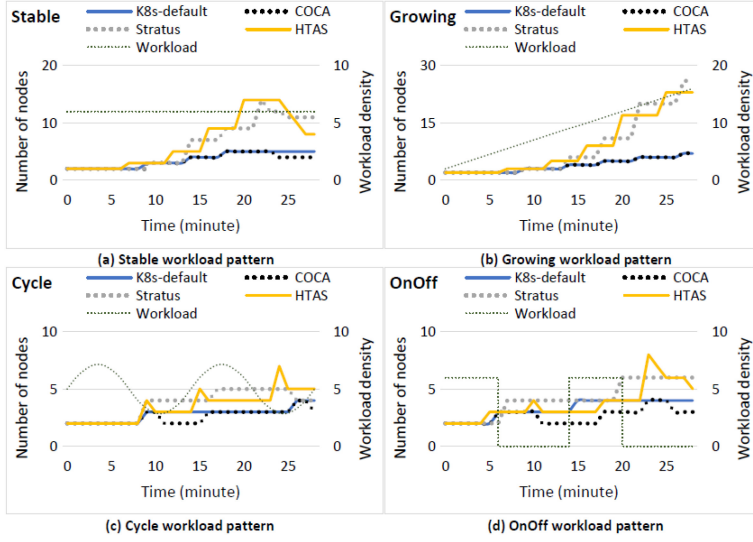 Stable
K8s-default
COCA
Stratus
HTAS
Workload
Number of nodes
20
10
0
Workload density
10
5
0
0 5 10 15 20 25
Time (minute)
(a) Stable workload pattern
Growing
K8s-default
COCA
Stratus
HTAS
Workload
Number of nodes
30
15
0
Workload density
20
10
0
0 5 10 15 20 25
Time (minute)
(b) Growing workload pattern
Cycle
K8s-default
COCA
Stratus
HTAS
Workload
Number of nodes
10
5
0
Workload density
10
5
0
0 5 10 15 20 25
Time (minute)
(c) Cycle workload pattern
OnOff
K8s-default
COCA
Stratus
HTAS
Workload
Number of nodes
10
5
0
Workload density
10
5
0
0 5 10 15 20 25
Time (minute)
(d) OnOff workload pattern